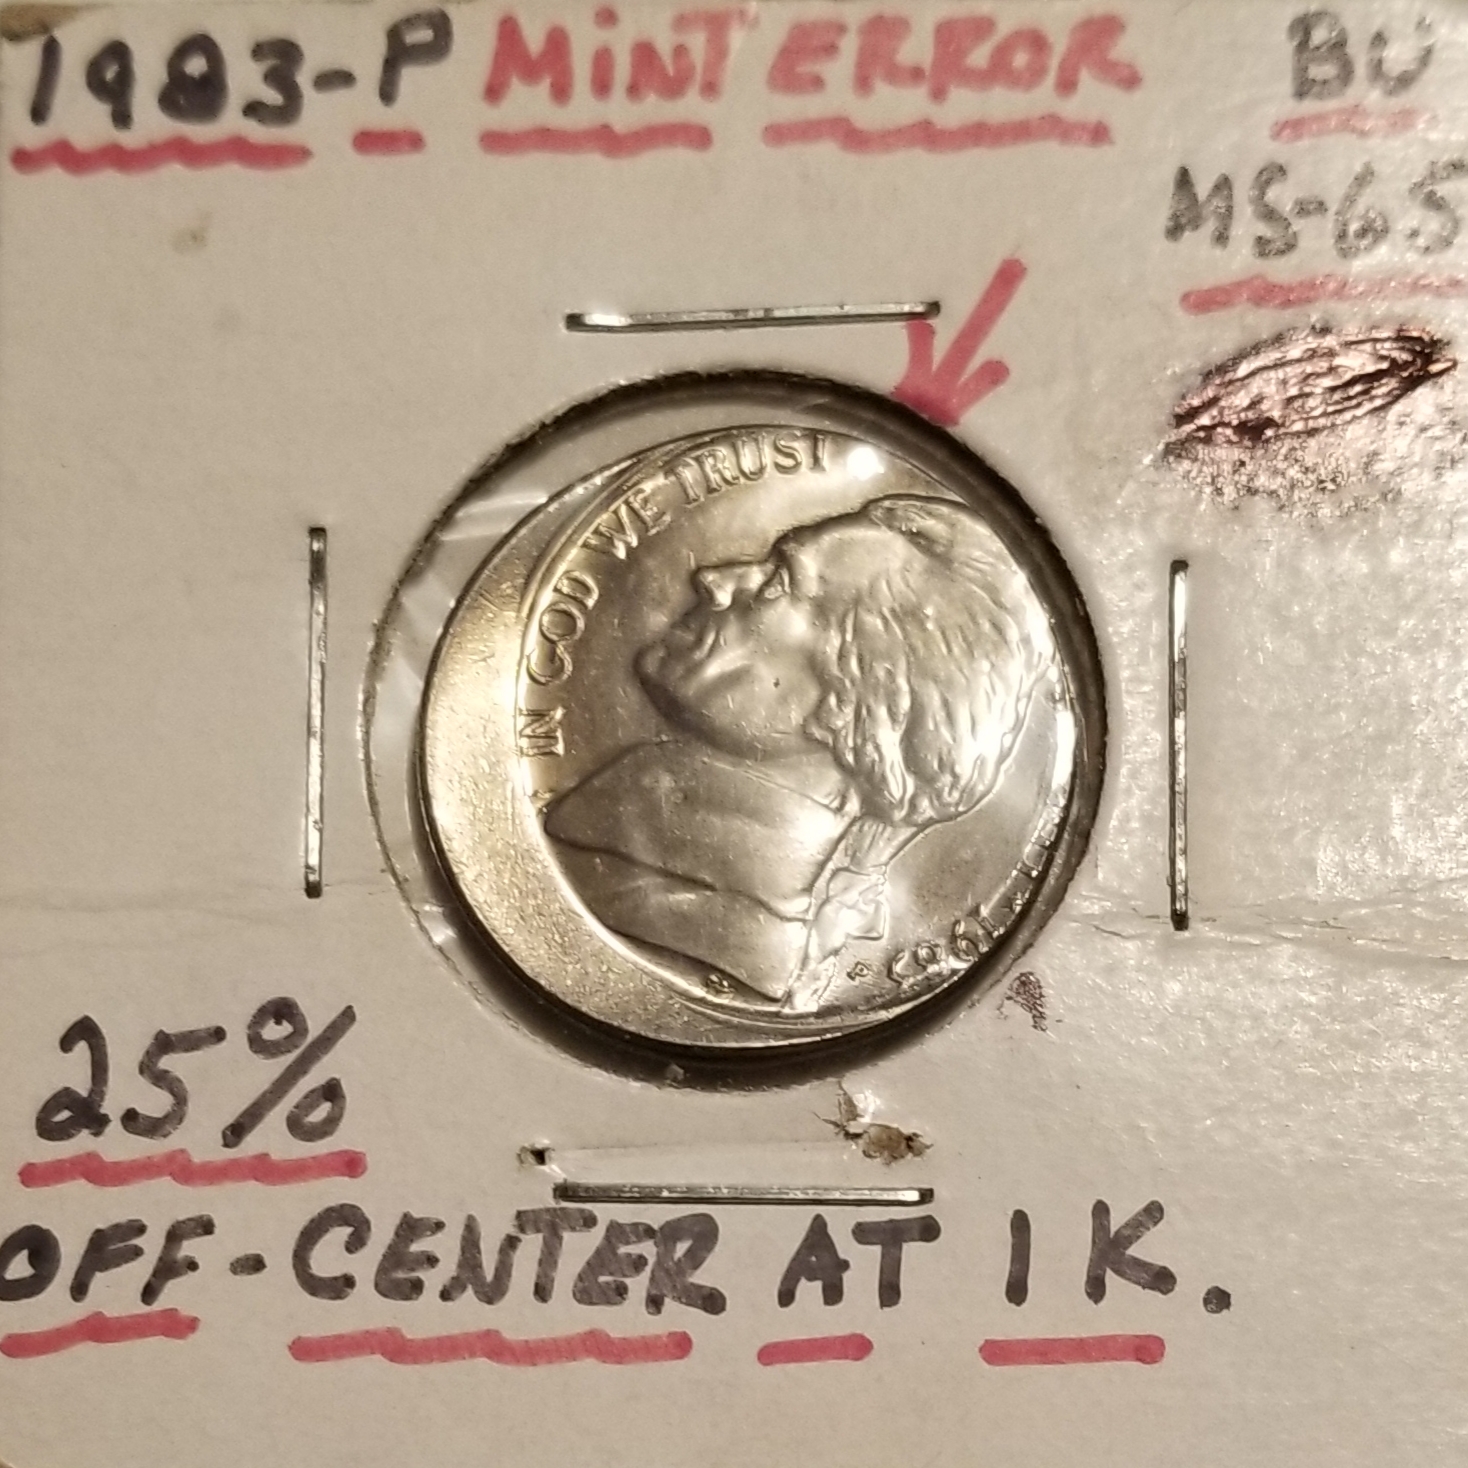 1983-P MINT ERROR BU
MS-65
IN GOD WE TRUST
1983
P
25%
OFF-CENTER AT 1 K.